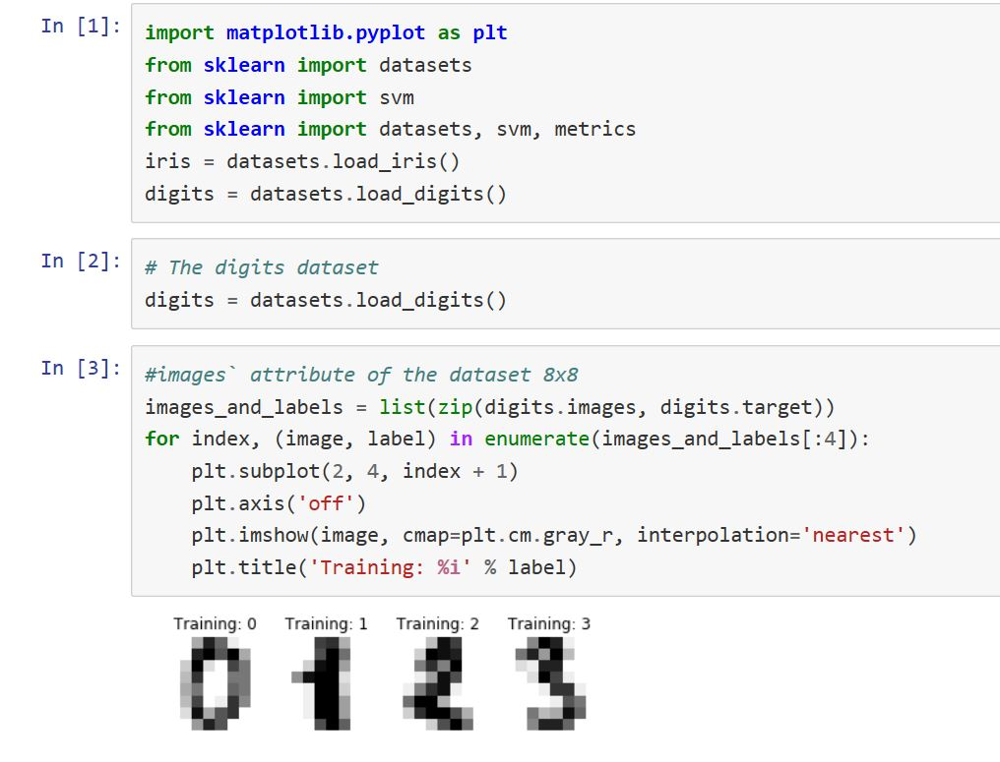 In [1]:
import matplotlib.pyplot as plt
from sklearn import datasets
from sklearn import svm
from sklearn import datasets, svm, metrics
iris = datasets.load_iris()
digits = datasets.load_digits()
In [2]:
# The digits dataset
digits = datasets.load_digits()
In [3]:
#images` attribute of the dataset 8x8
images_and_labels = list(zip(digits.images, digits.target))
for index, (image, label) in enumerate(images_and_labels[:4]):
    plt.subplot(2, 4, index + 1)
    plt.axis('off')
    plt.imshow(image, cmap=plt.cm.gray_r, interpolation='nearest')
    plt.title('Training: %i' % label)
Training: 0 Training: 1 Training: 2 Training: 3
0 1 2 3